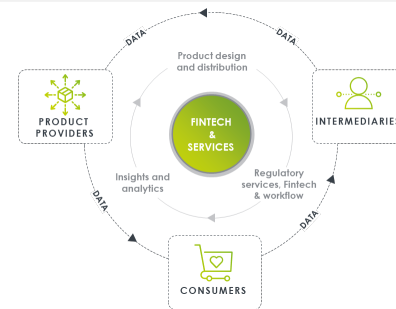 DATA
DATA
Product design
and distribution
PRODUCT
PROVIDERS
FINTECH
&
SERVICES
INTERMEDIARIES
Insights and
analytics
Regulatory
services, Fintech
& workflow
DATA
DATA
CONSUMERS